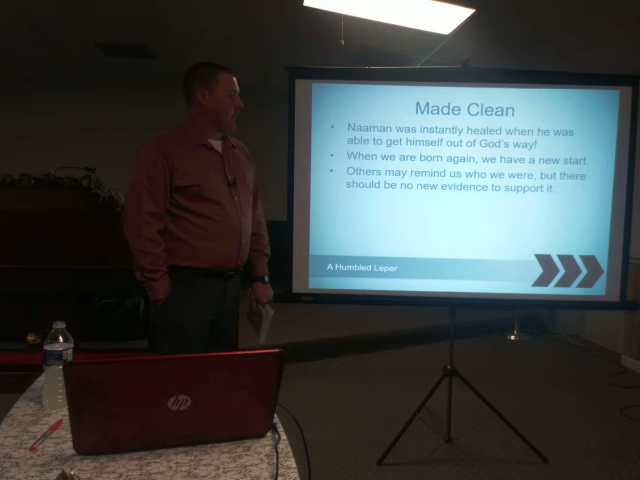 Made Clean
• Naaman was instantly healed when he was
able to get himself out of God's way!
• When we are born again, we have a new start.
• Others may remind us who we were, but there
should be no new evidence to support it.
A Humbled Leper
hp